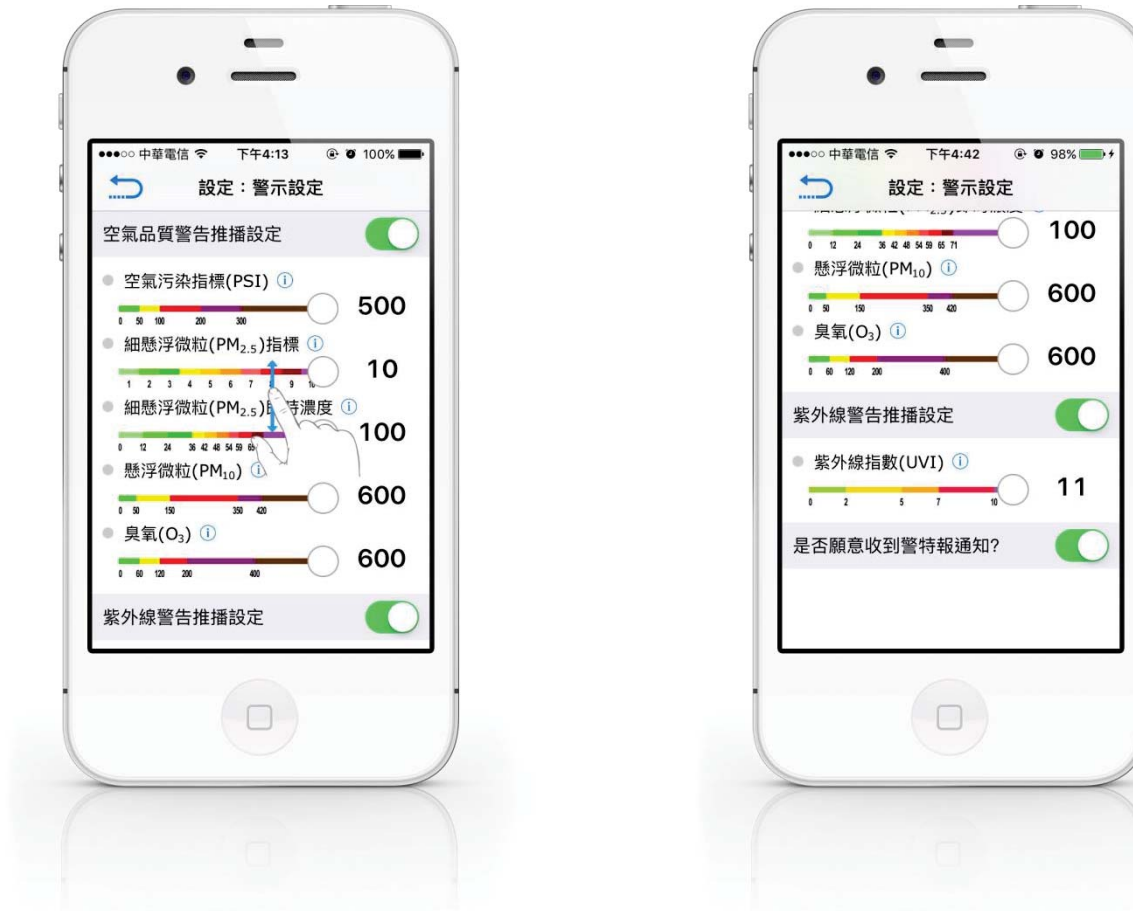 ●●●○○ 中華電信 下午4:13 100%
設定：警示設定
空氣品質警告推播設定
空氣污染指標(PSI) ⓘ
500
0 50 100 200 300
細懸浮微粒(PM₂.₅)指標 ⓘ
10
1 2 3 4 5 6 7 8 9
細懸浮微粒(PM₂.₅)時濃度 ⓘ
100
0 12 24 36 42 48 54 59 65
懸浮微粒(PM₁₀) ⓘ
600
0 50 150 350 420
臭氧(O₃) ⓘ
600
0 60 120 200 400
紫外線警告推播設定
●●●○○ 中華電信 下午4:42 98%
設定：警示設定
100
0 12 24 36 42 48 54 59 65 71
懸浮微粒(PM₁₀) ⓘ
600
0 50 150 350 420
臭氧(O₃) ⓘ
600
0 60 120 200 400
紫外線警告推播設定
紫外線指數(UVI) ⓘ
11
0 2 5 7 10
是否願意收到警特報通知?